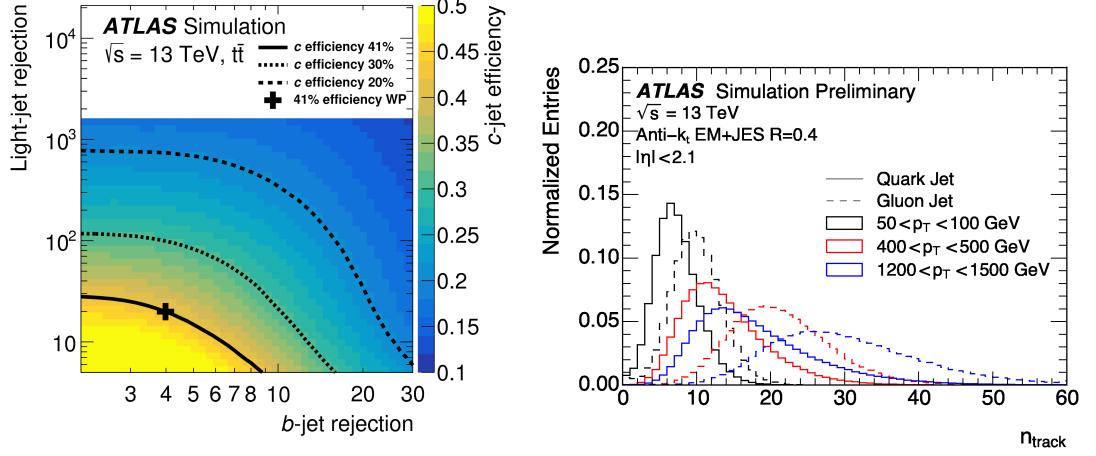 ATLAS Simulation
√s = 13 TeV, tt̄
c efficiency 41%
c efficiency 30%
c efficiency 20%
41% efficiency WP
Light-jet rejection
10⁴
10³
10²
10
3 4 5 6 7 8 10 20 30
b-jet rejection
0.5
0.45
0.4
0.35
0.3
0.25
0.2
0.15
0.1
c-jet efficiency
Normalized Entries
0.25
0.20
0.15
0.10
0.05
0.00
ATLAS Simulation Preliminary
√s = 13 TeV
Anti−kₜ EM+JES R=0.4
|η|<2.1
Quark Jet
Gluon Jet
50<p_T<100 GeV
400<p_T<500 GeV
1200<p_T<1500 GeV
0 10 20 30 40 50 60
n_track